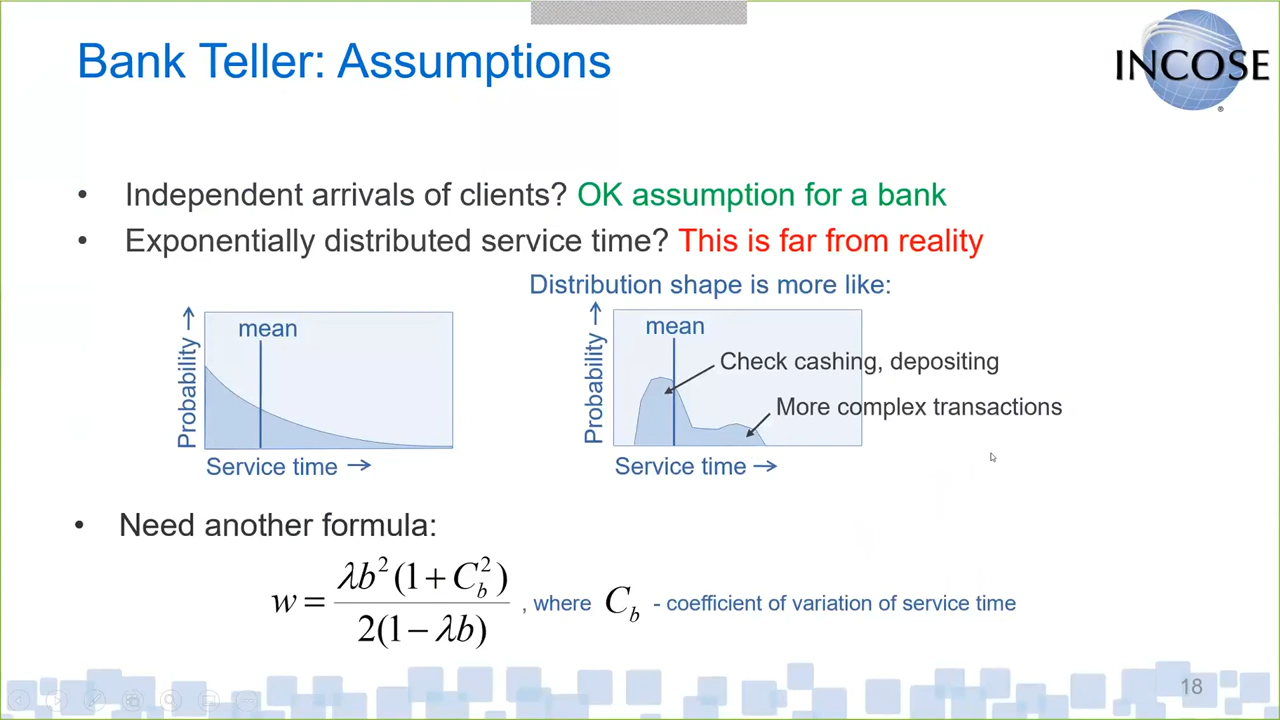 Bank Teller: Assumptions
INCOSE
®
• Independent arrivals of clients? OK assumption for a bank
• Exponentially distributed service time? This is far from reality
Distribution shape is more like:
Probability →
mean
Service time →
Probability →
mean
Check cashing, depositing
More complex transactions
Service time →
• Need another formula:
w = λb²(1 + C_b²) / 2(1 − λb) , where C_b - coefficient of variation of service time
18